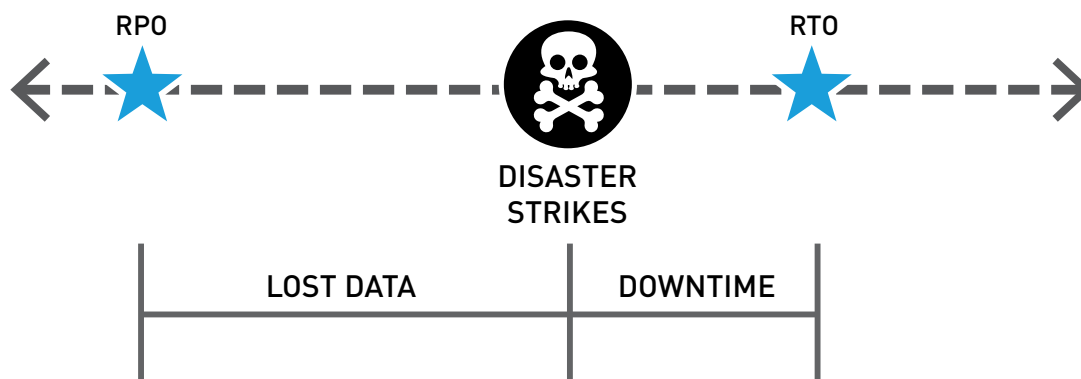 RPO
RTO
DISASTER
STRIKES
LOST DATA
DOWNTIME